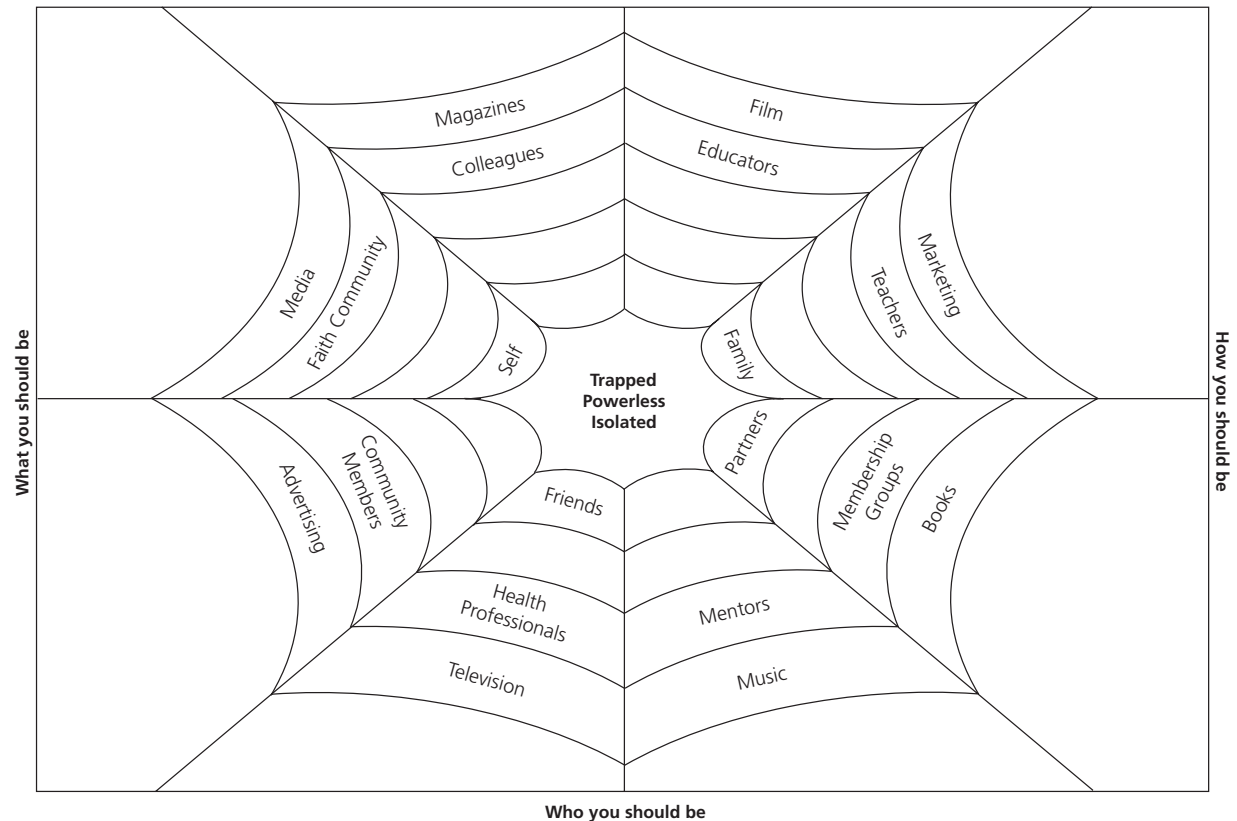 Magazines
Film
Colleagues
Educators
Media
Faith Community
Self
Family
Teachers
Marketing
What you should be
Trapped
Powerless
Isolated
How you should be
Advertising
Community
Members
Friends
Partners
Membership
Groups
Books
Health
Professionals
Mentors
Television
Music
Who you should be